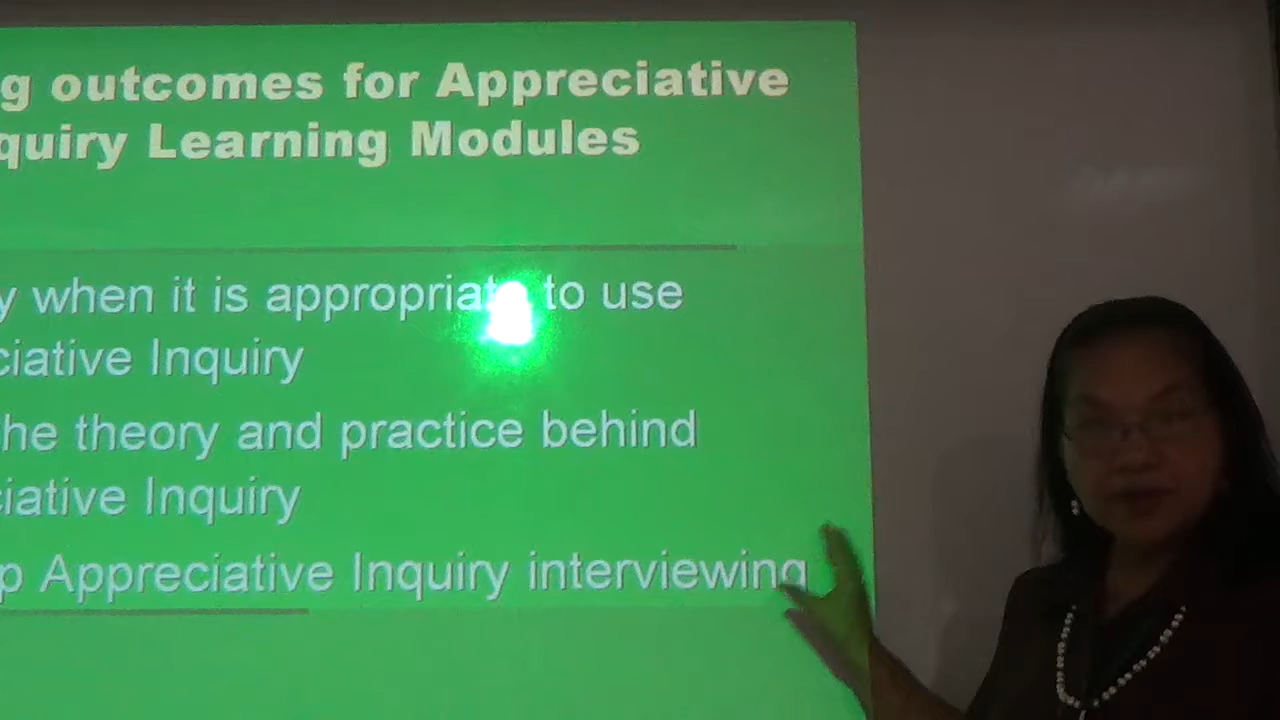 g outcomes for Appreciative
quiry Learning Modules
y when it is appropriate to use
ciative Inquiry
he theory and practice behind
ciative Inquiry
p Appreciative Inquiry interviewing